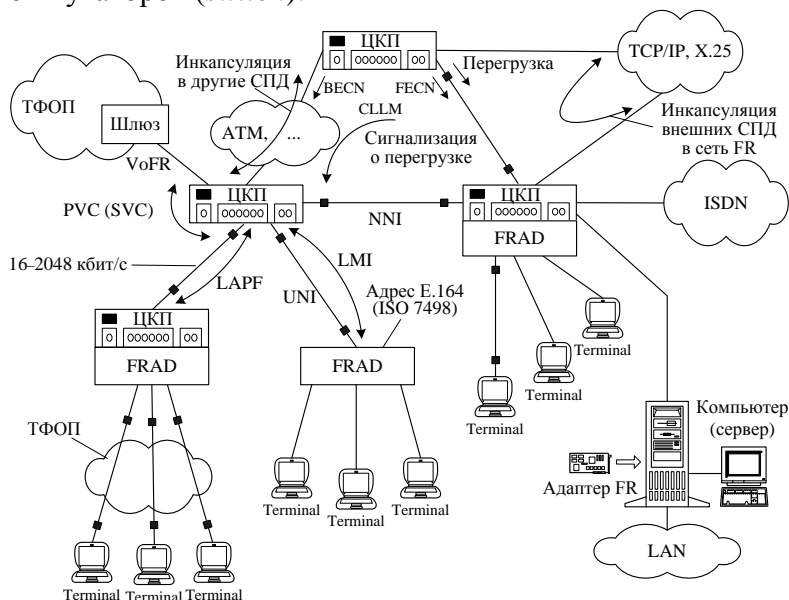 ЦКП
Перегрузка
TCP/IP, X.25
Инкапсуляция
в другие СПД
BECN
FECN
ТФОП
Шлюз
VoFR
ATM, ...
CLLM
Сигнализация
о перегрузке
Инкапсуляция
внешних СПД
в сеть FR
ЦКП
PVC (SVC)
NNI
ЦКП
FRAD
ISDN
16–2048 кбит/с
LAPF
UNI
LMI
Адрес E.164
(ISO 7498)
ЦКП
FRAD
FRAD
Terminal
Terminal
Terminal
ТФОП
Terminal
Terminal
Terminal
Компьютер
(сервер)
Адаптер FR
LAN
Terminal
Terminal
Terminal